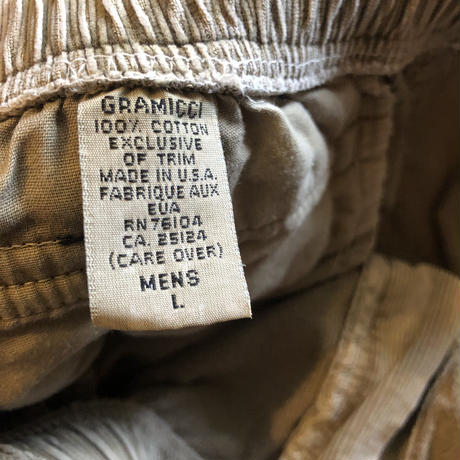 GRAMICCI
100% COTTON
EXCLUSIVE
OF TRIM
MADE IN U.S.A.
FABRIQUE AUX
EUA
RN 76104
CA. 25124
(CARE OVER)
MENS
L